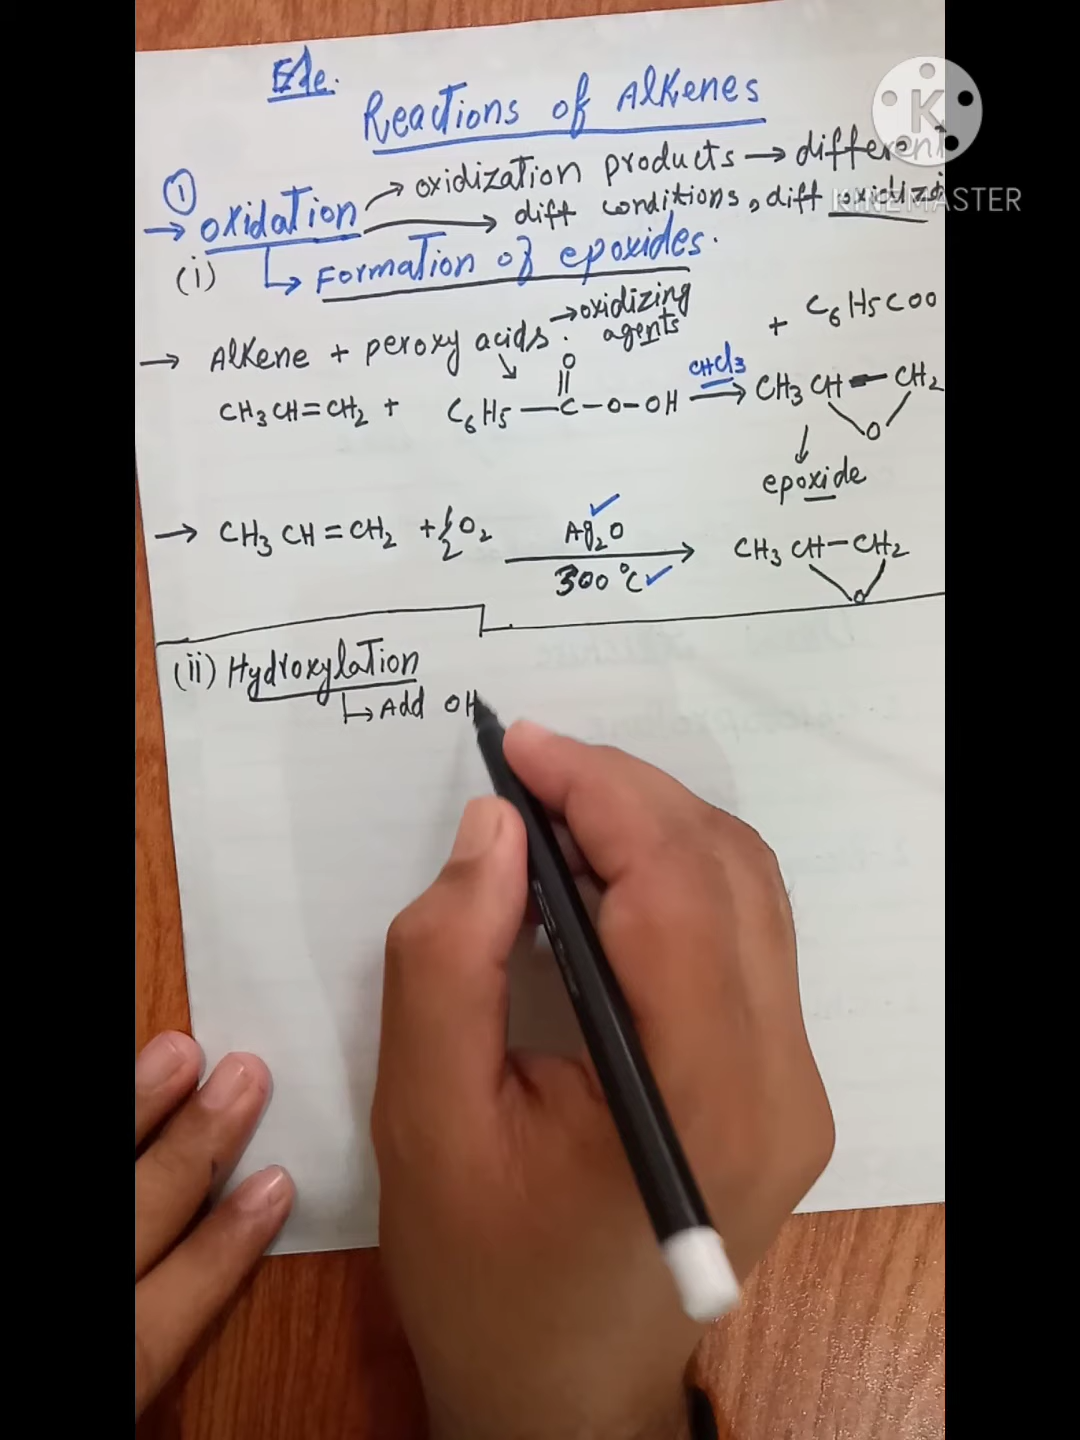 Reactions of Alkenes
①
→ oxidation → oxidization products → different
→ diff conditions, diff oxidiz
(i) ↳ Formation of epoxides.
→ Alkene + peroxy acids. → oxidizing agents
+ C₆H₅COO
CH₃CH=CH₂ + C₆H₅—C(=O)—O—OH —CHCl₃→ CH₃CH—CH₂ (O)
↓
epoxide
→ CH₃CH=CH₂ + ½O₂ —Ag₂O / 300°C→ CH₃CH—CH₂ (O)
(ii) Hydroxylation
↳ Add OH
K
KINEMASTER